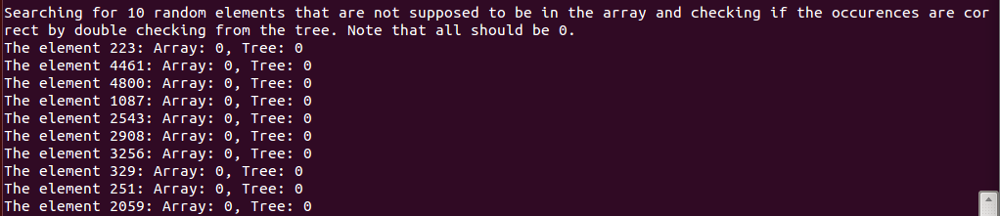 Searching for 10 random elements that are not supposed to be in the array and checking if the occurences are cor
rect by double checking from the tree. Note that all should be 0.
The element 223: Array: 0, Tree: 0
The element 4461: Array: 0, Tree: 0
The element 4800: Array: 0, Tree: 0
The element 1087: Array: 0, Tree: 0
The element 2543: Array: 0, Tree: 0
The element 2908: Array: 0, Tree: 0
The element 3256: Array: 0, Tree: 0
The element 329: Array: 0, Tree: 0
The element 251: Array: 0, Tree: 0
The element 2059: Array: 0, Tree: 0